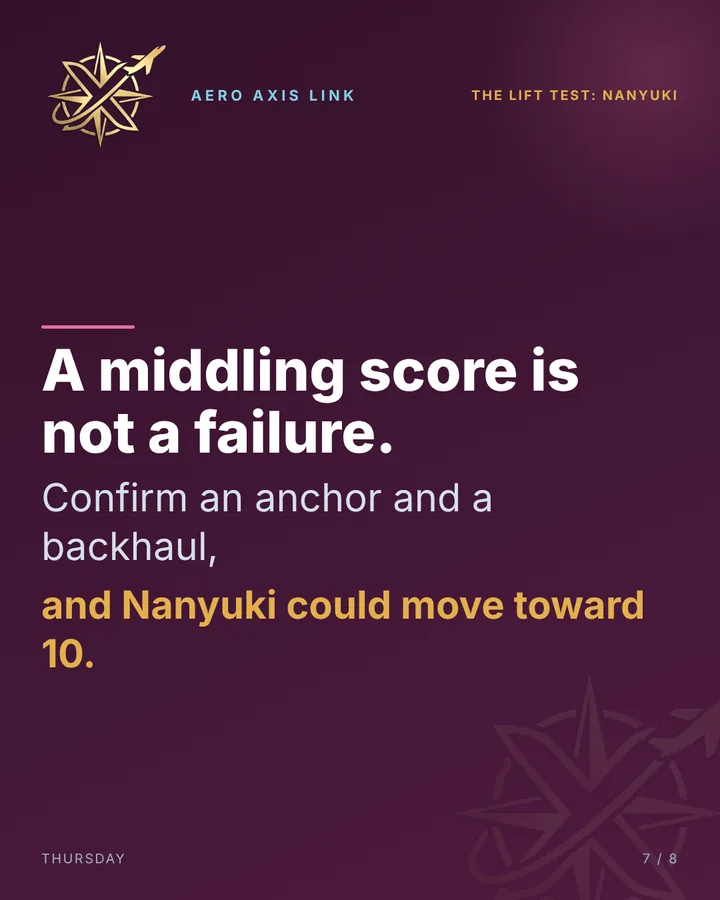 AERO AXIS LINK
THE LIFT TEST: NANYUKI
A middling score is
not a failure.
Confirm an anchor and a
backhaul,
and Nanyuki could move toward
10.
THURSDAY
7 / 8